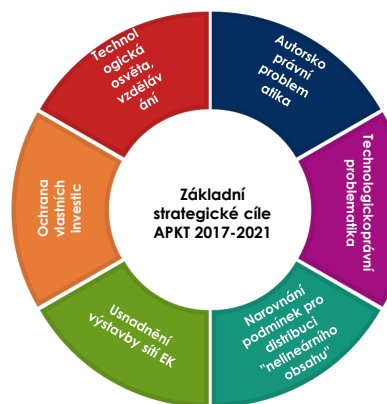 Základní
strategické cíle
APKT 2017-2021
Autorsko
právní
problem
atika
Technologickoprávní
problematika
Narovnání
podmínek pro
distribuci
"nelineárního
obsahu"
Usnadnění
výstavby sítí EK
Ochrana
vlastních
investic
Technol
ogická
osvěta,
vzděláv
ání